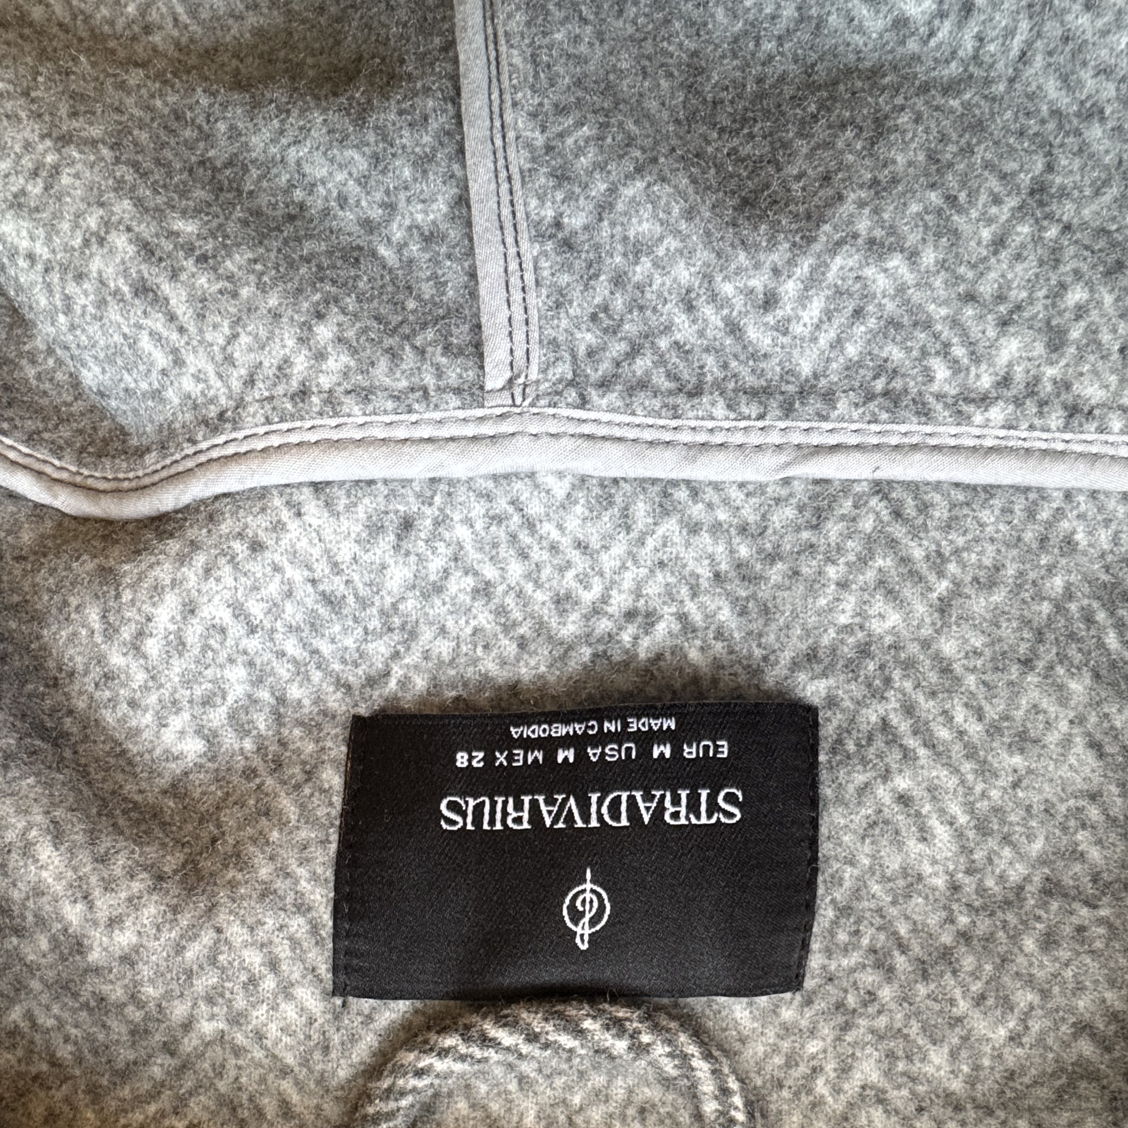 STRADIVARIUS
EUR M USA M MEX 28
MADE IN CAMBODIA